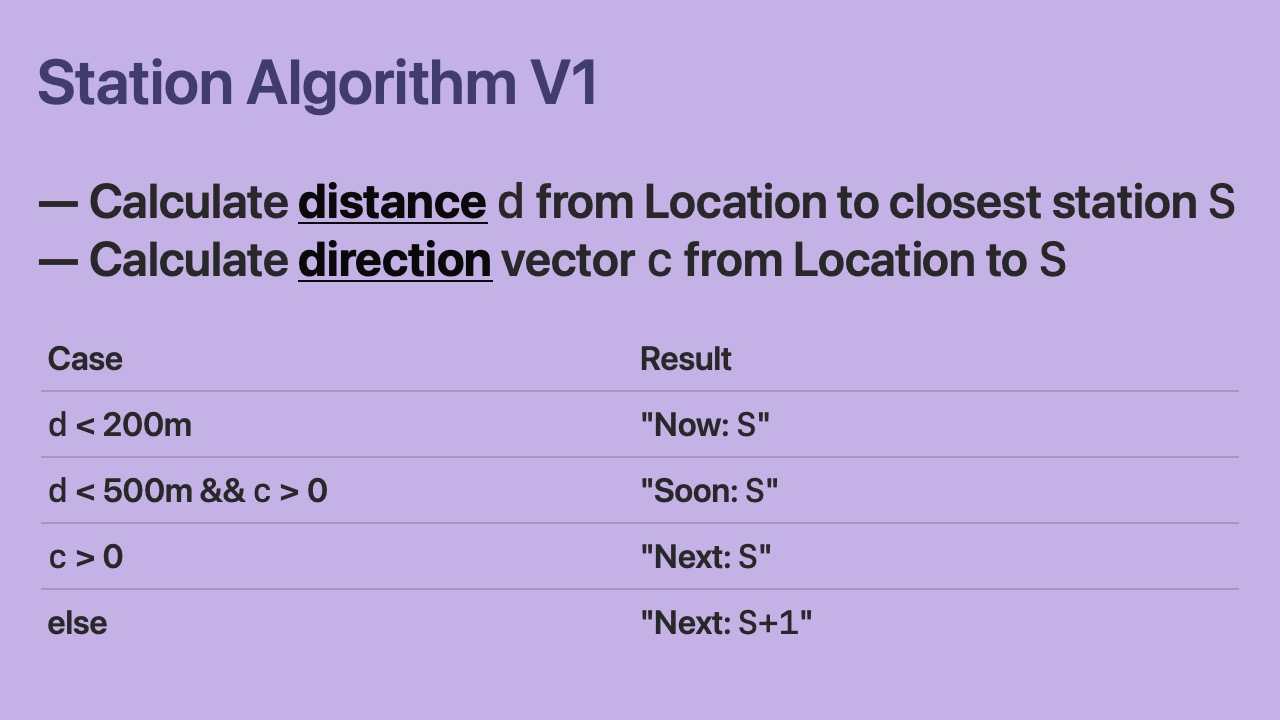 Station Algorithm V1
— Calculate distance d from Location to closest station S
— Calculate direction vector c from Location to S
Case Result
d < 200m "Now: S"
d < 500m && c > 0 "Soon: S"
c > 0 "Next: S"
else "Next: S+1"